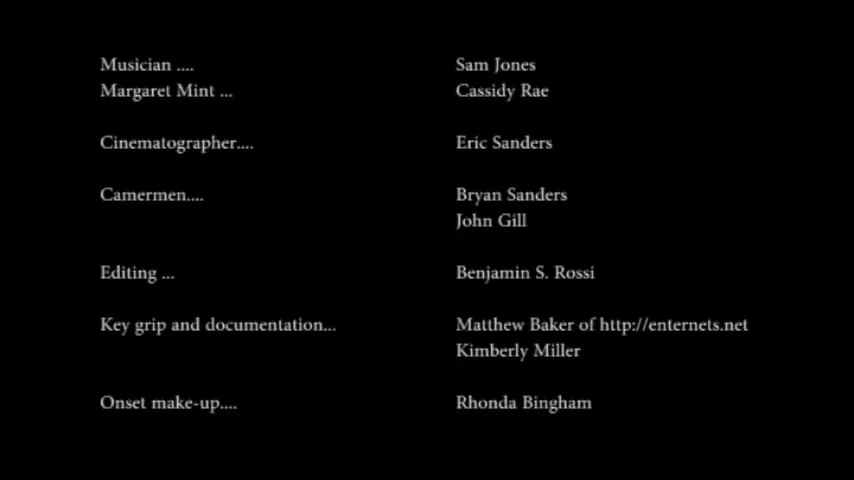 Musician .... Sam Jones
Margaret Mint ... Cassidy Rae
Cinematographer.... Eric Sanders
Camermen.... Bryan Sanders
John Gill
Editing ... Benjamin S. Rossi
Key grip and documentation... Matthew Baker of http://enternets.net
Kimberly Miller
Onset make-up.... Rhonda Bingham